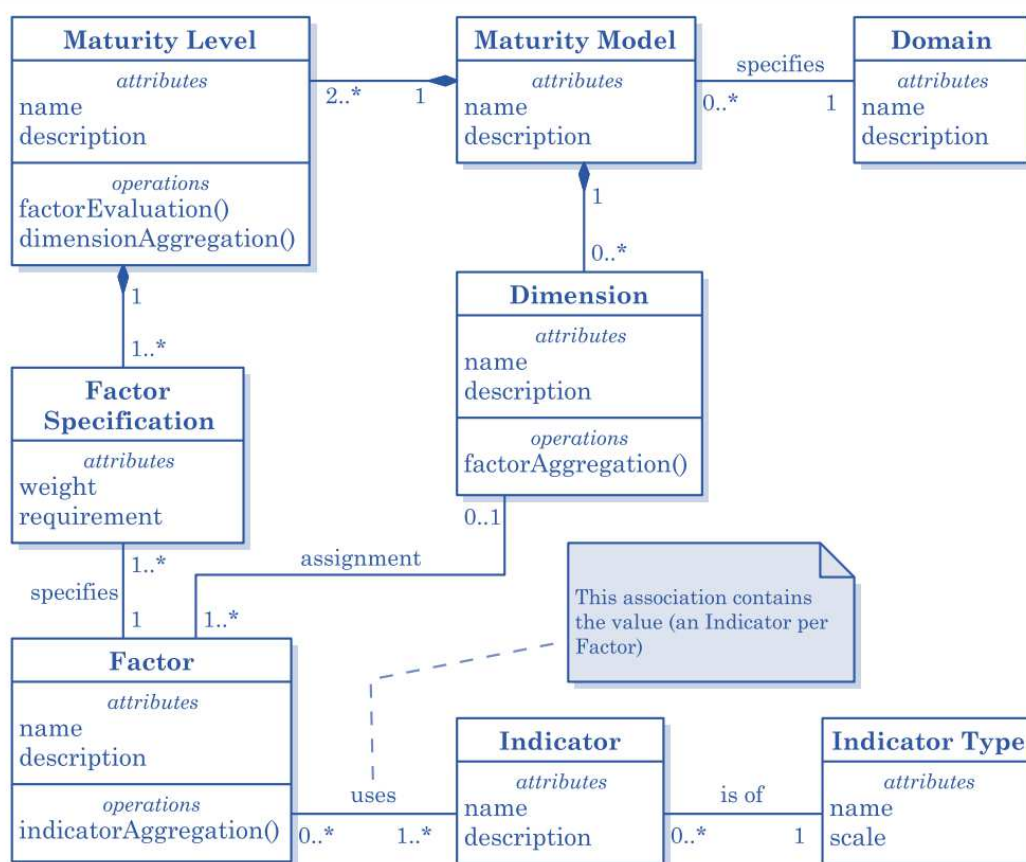 Maturity Level
attributes
name
description
operations
factorEvaluation()
dimensionAggregation()
2..*
1
Maturity Model
attributes
name
description
specifies
0..*
1
Domain
attributes
name
description
1
0..*
Dimension
attributes
name
description
operations
factorAggregation()
1
1..*
Factor
Specification
attributes
weight
requirement
0..1
assignment
1..*
1..*
specifies
1
This association contains
the value (an Indicator per
Factor)
Factor
attributes
name
description
operations
indicatorAggregation()
uses
0..*
1..*
Indicator
attributes
name
description
is of
0..*
1
Indicator Type
attributes
name
scale